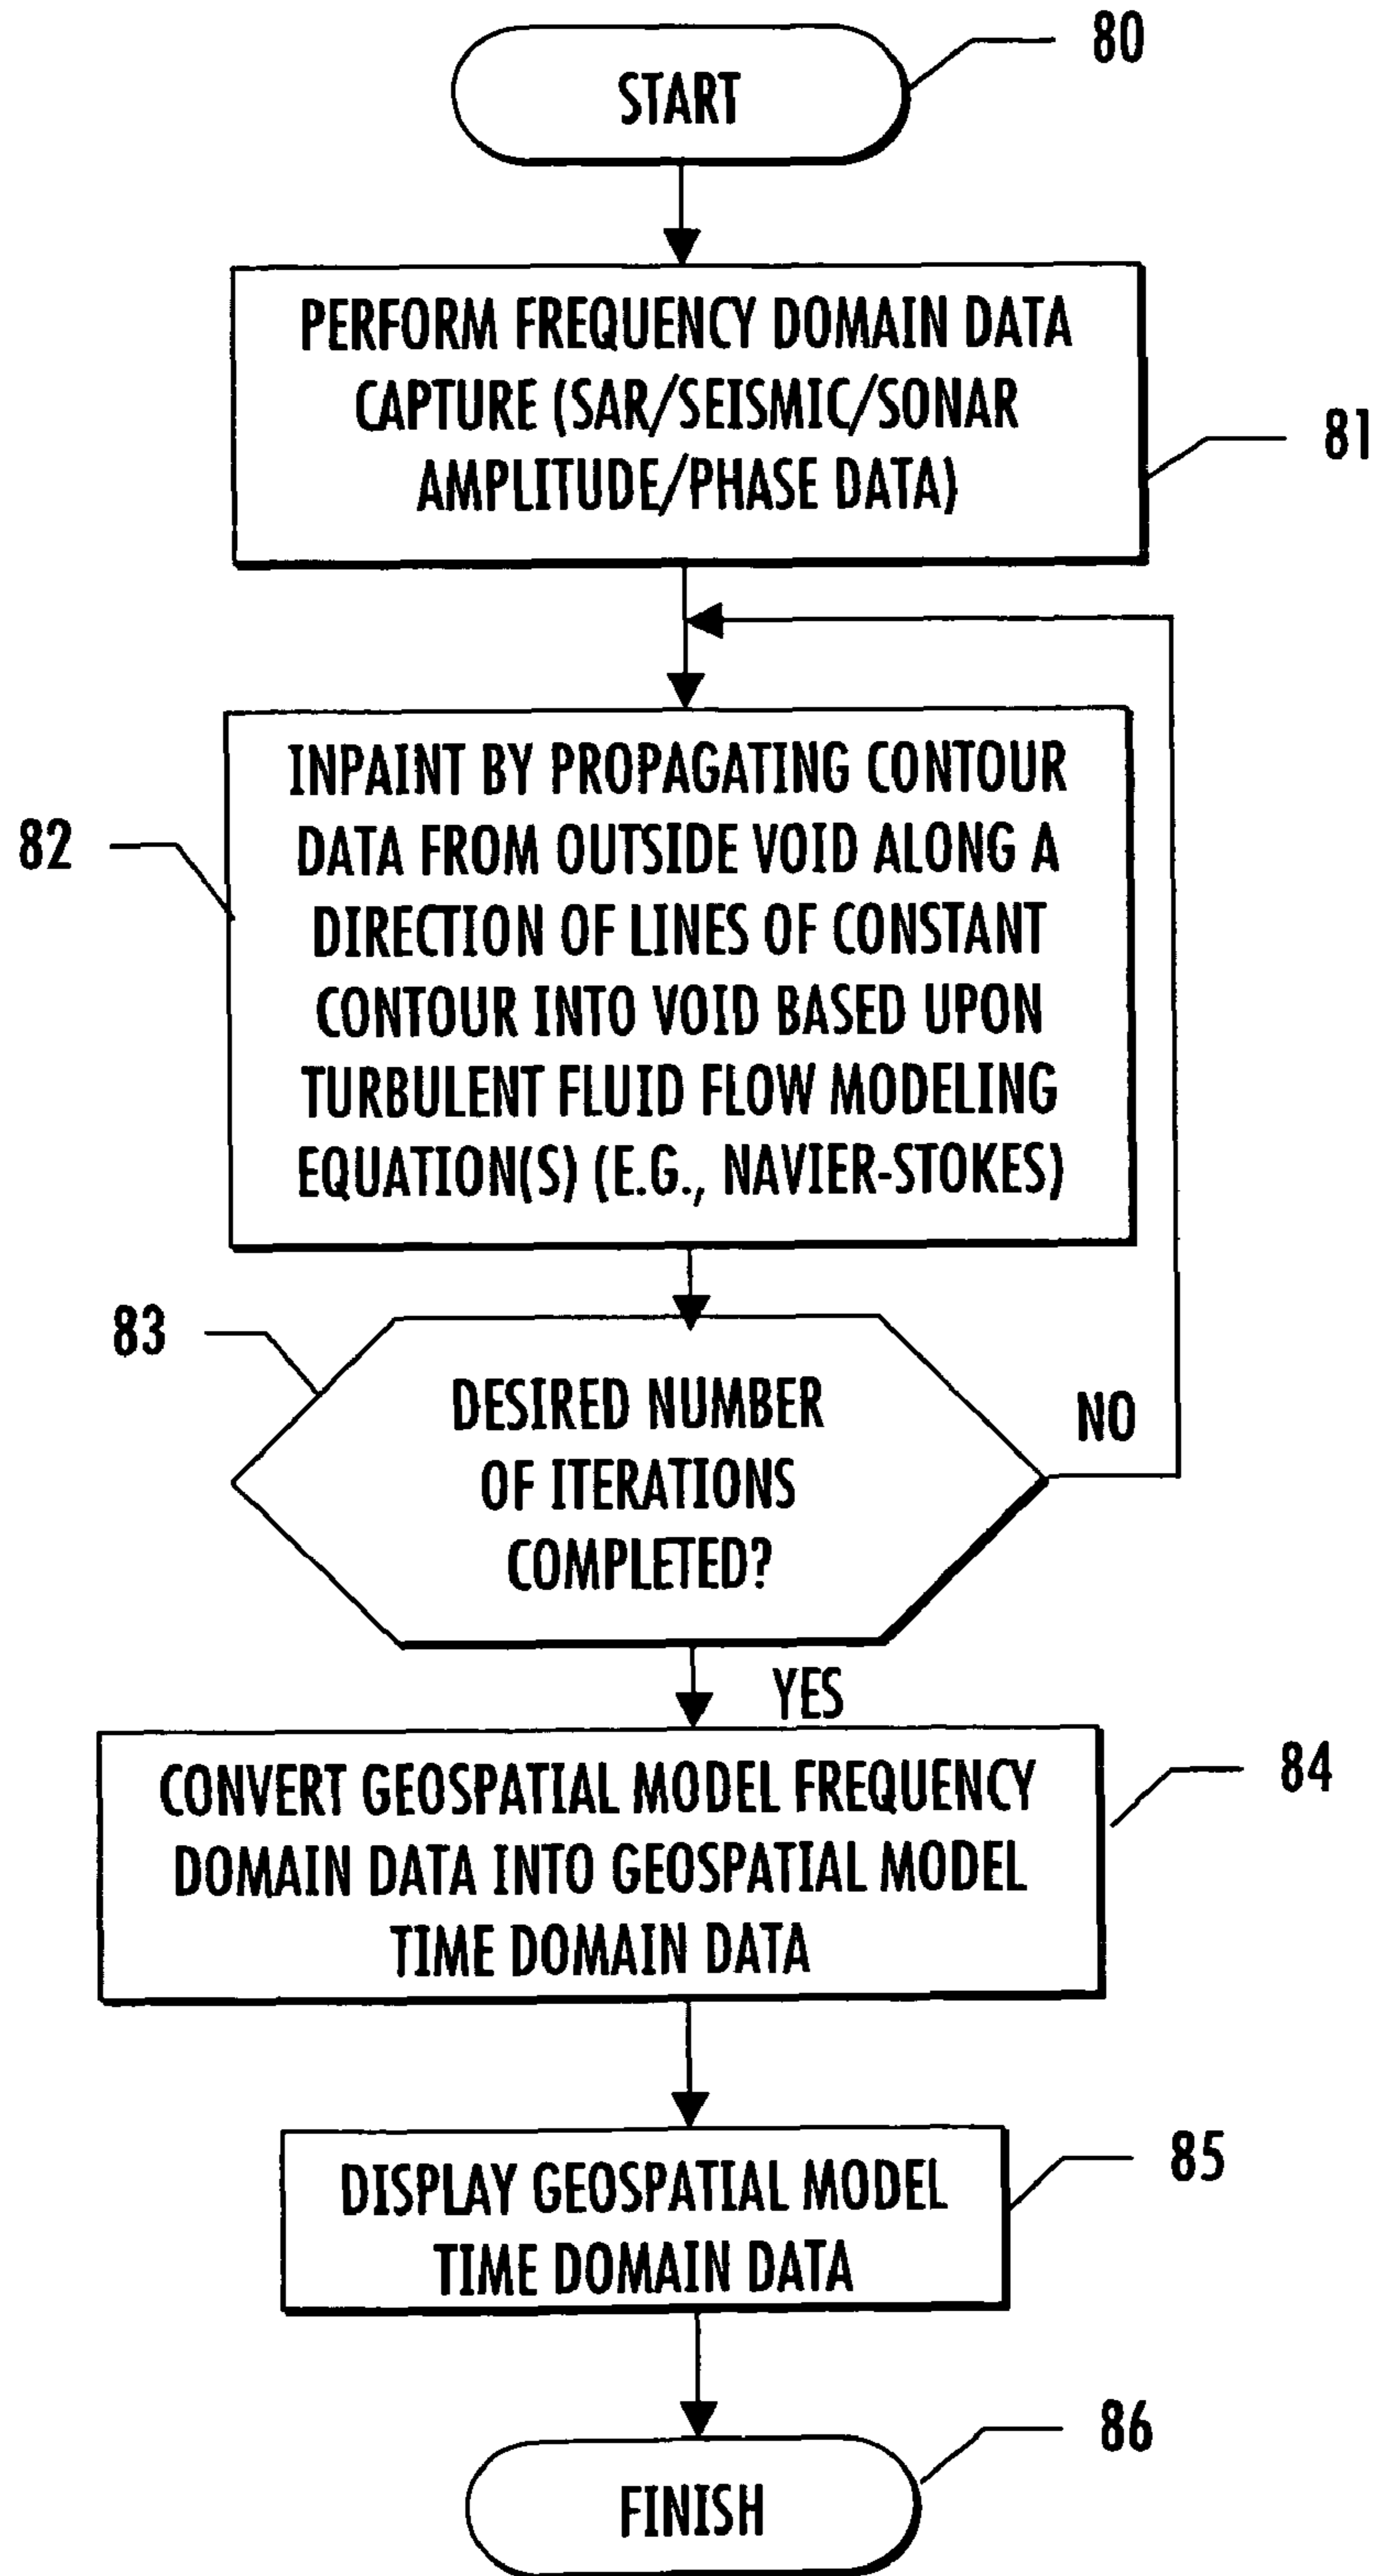 START
80
PERFORM FREQUENCY DOMAIN DATA
CAPTURE (SAR/SEISMIC/SONAR
AMPLITUDE/PHASE DATA)
81
INPAINT BY PROPAGATING CONTOUR
DATA FROM OUTSIDE VOID ALONG A
DIRECTION OF LINES OF CONSTANT
CONTOUR INTO VOID BASED UPON
TURBULENT FLUID FLOW MODELING
EQUATION(S) (E.G., NAVIER-STOKES)
82
83
DESIRED NUMBER
OF ITERATIONS
COMPLETED?
NO
YES
CONVERT GEOSPATIAL MODEL FREQUENCY
DOMAIN DATA INTO GEOSPATIAL MODEL
TIME DOMAIN DATA
84
DISPLAY GEOSPATIAL MODEL
TIME DOMAIN DATA
85
FINISH
86